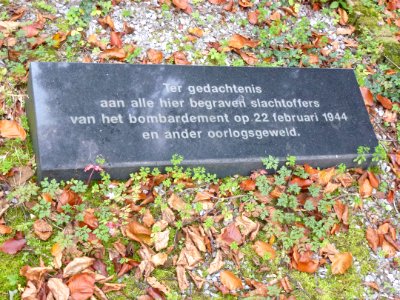 Ter gedachtenis
aan alle hier begraven slachtoffers
van het bombardement op 22 februari 1944
en ander oorlogsgeweld.